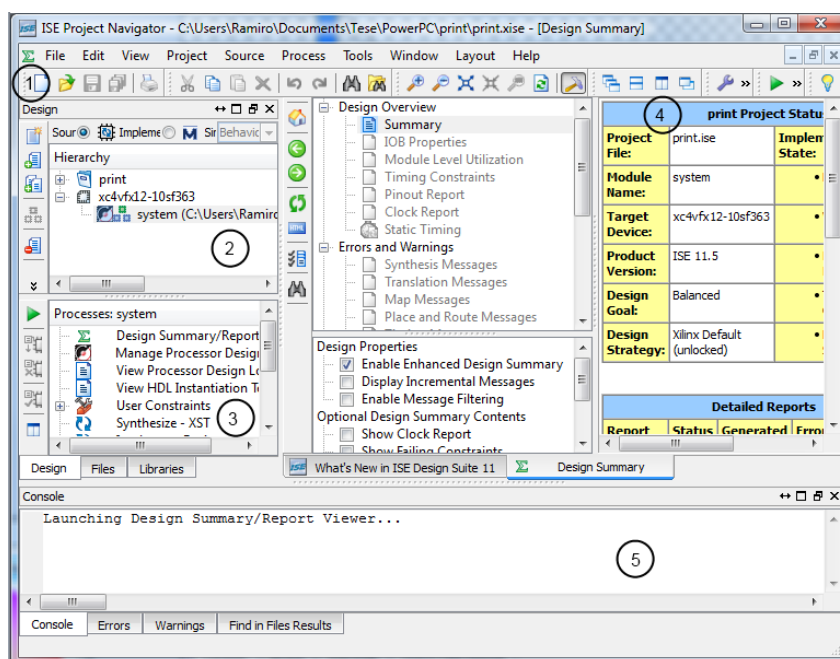 ISE Project Navigator - C:\Users\Ramiro\Documents\Tese\PowerPC\print\print.xise - [Design Summary]
File Edit View Project Source Process Tools Window Layout Help
1
Design
Sour Impleme Sir Behavic
Hierarchy
print
xc4vfx12-10sf363
system (C:\Users\Ramirc
2
Processes: system
Design Summary/Report
Manage Processor Desig
View Processor Design Lo
View HDL Instantiation T
User Constraints
Synthesize - XST
3
Design Files Libraries
Design Overview
Summary
IOB Properties
Module Level Utilization
Timing Constraints
Pinout Report
Clock Report
Static Timing
Errors and Warnings
Synthesis Messages
Translation Messages
Map Messages
Place and Route Messages
Design Properties
Enable Enhanced Design Summary
Display Incremental Messages
Enable Message Filtering
Optional Design Summary Contents
Show Clock Report
Show Failing Constraints
What's New in ISE Design Suite 11 Design Summary
4
print Project Statu
Project File: print.ise Implem State:
Module Name: system
Target Device: xc4vfx12-10sf363
Product Version: ISE 11.5
Design Goal: Balanced
Design Strategy: Xilinx Default (unlocked)
Detailed Reports
Report Status Generated Erro
Console
Launching Design Summary/Report Viewer...
5
Console Errors Warnings Find in Files Results